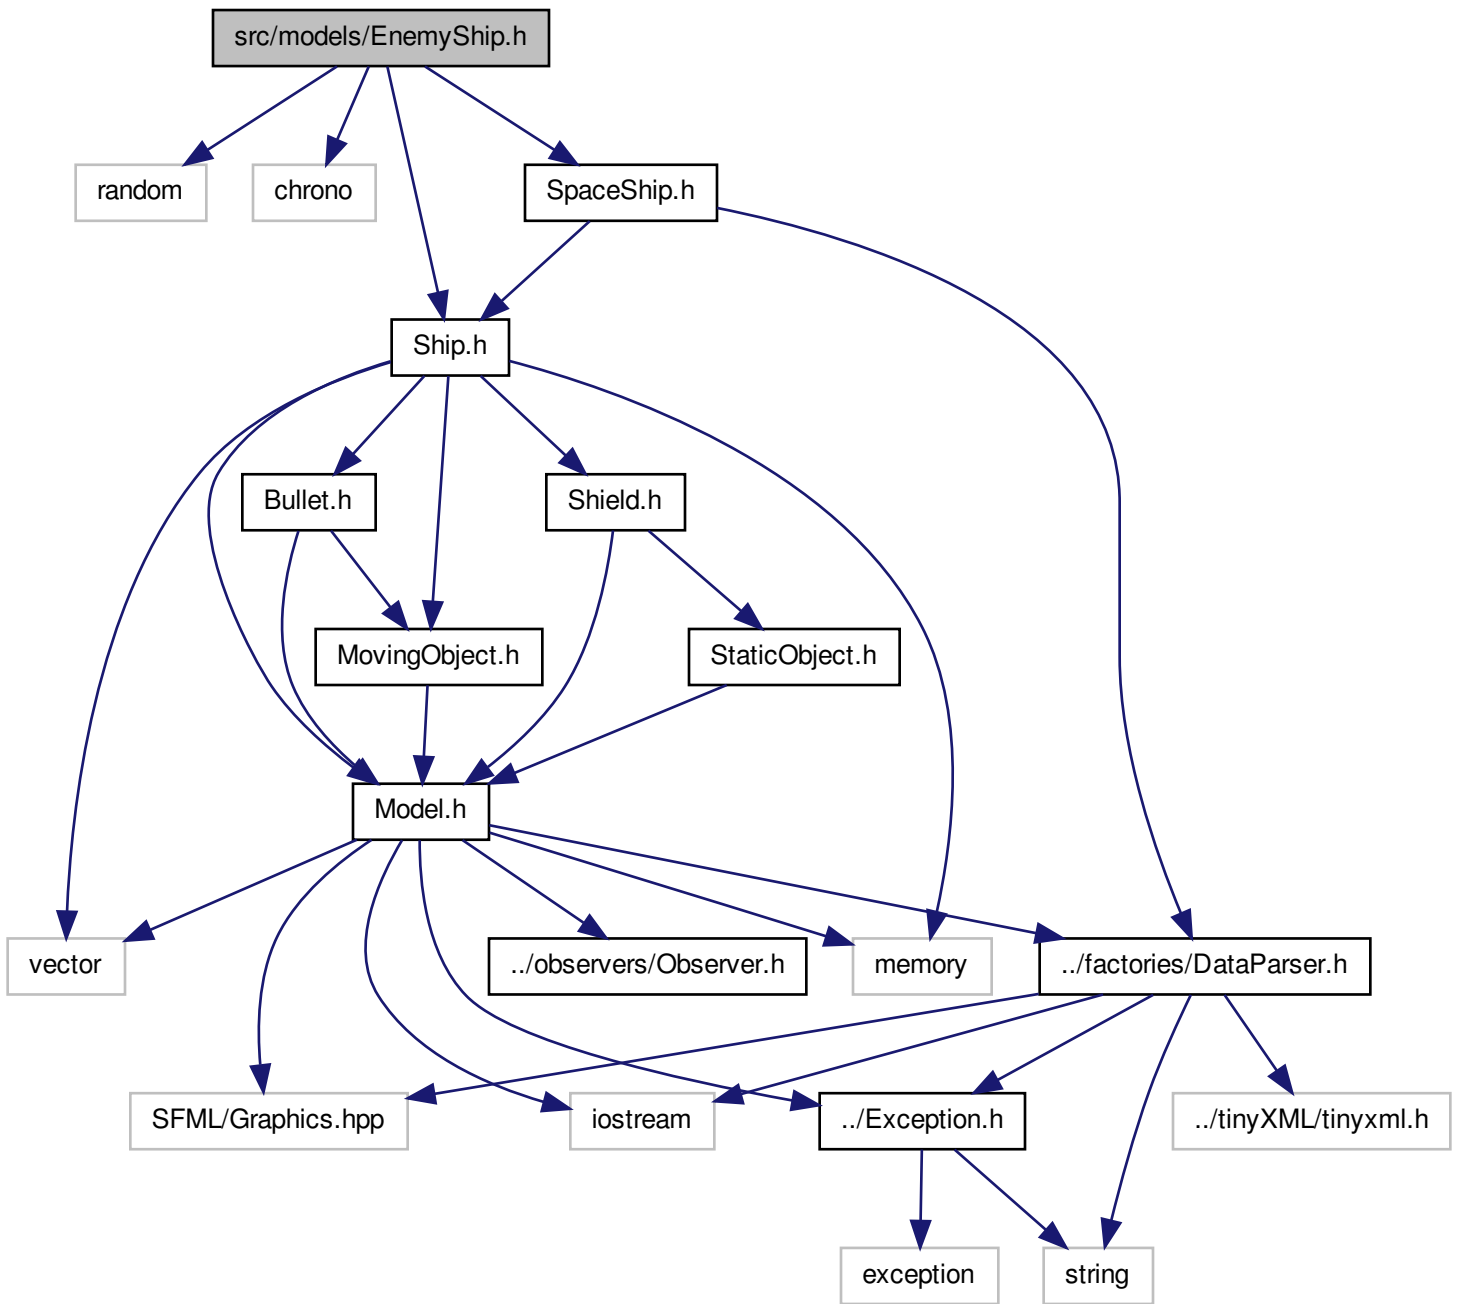 src/models/EnemyShip.h
random
chrono
SpaceShip.h
Ship.h
Bullet.h
Shield.h
MovingObject.h
StaticObject.h
Model.h
vector
../observers/Observer.h
memory
../factories/DataParser.h
SFML/Graphics.hpp
iostream
../Exception.h
../tinyXML/tinyxml.h
exception
string